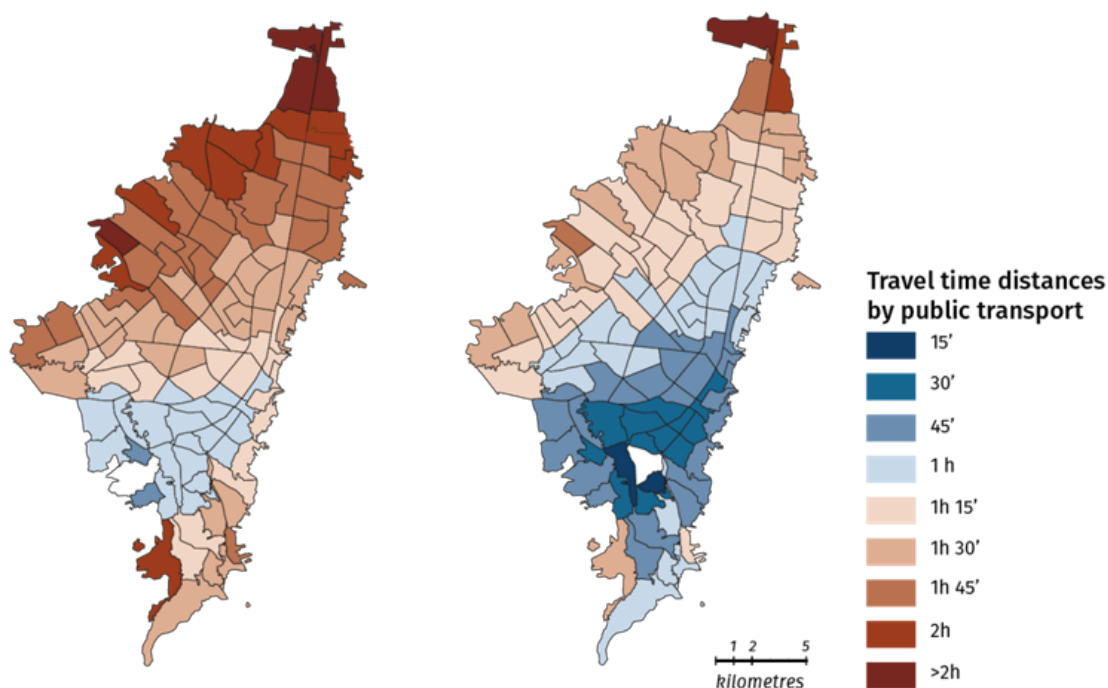 Travel time distances
by public transport
15'
30'
45'
1 h
1h 15'
1h 30'
1h 45'
2h
>2h
1 2 5
kilometres